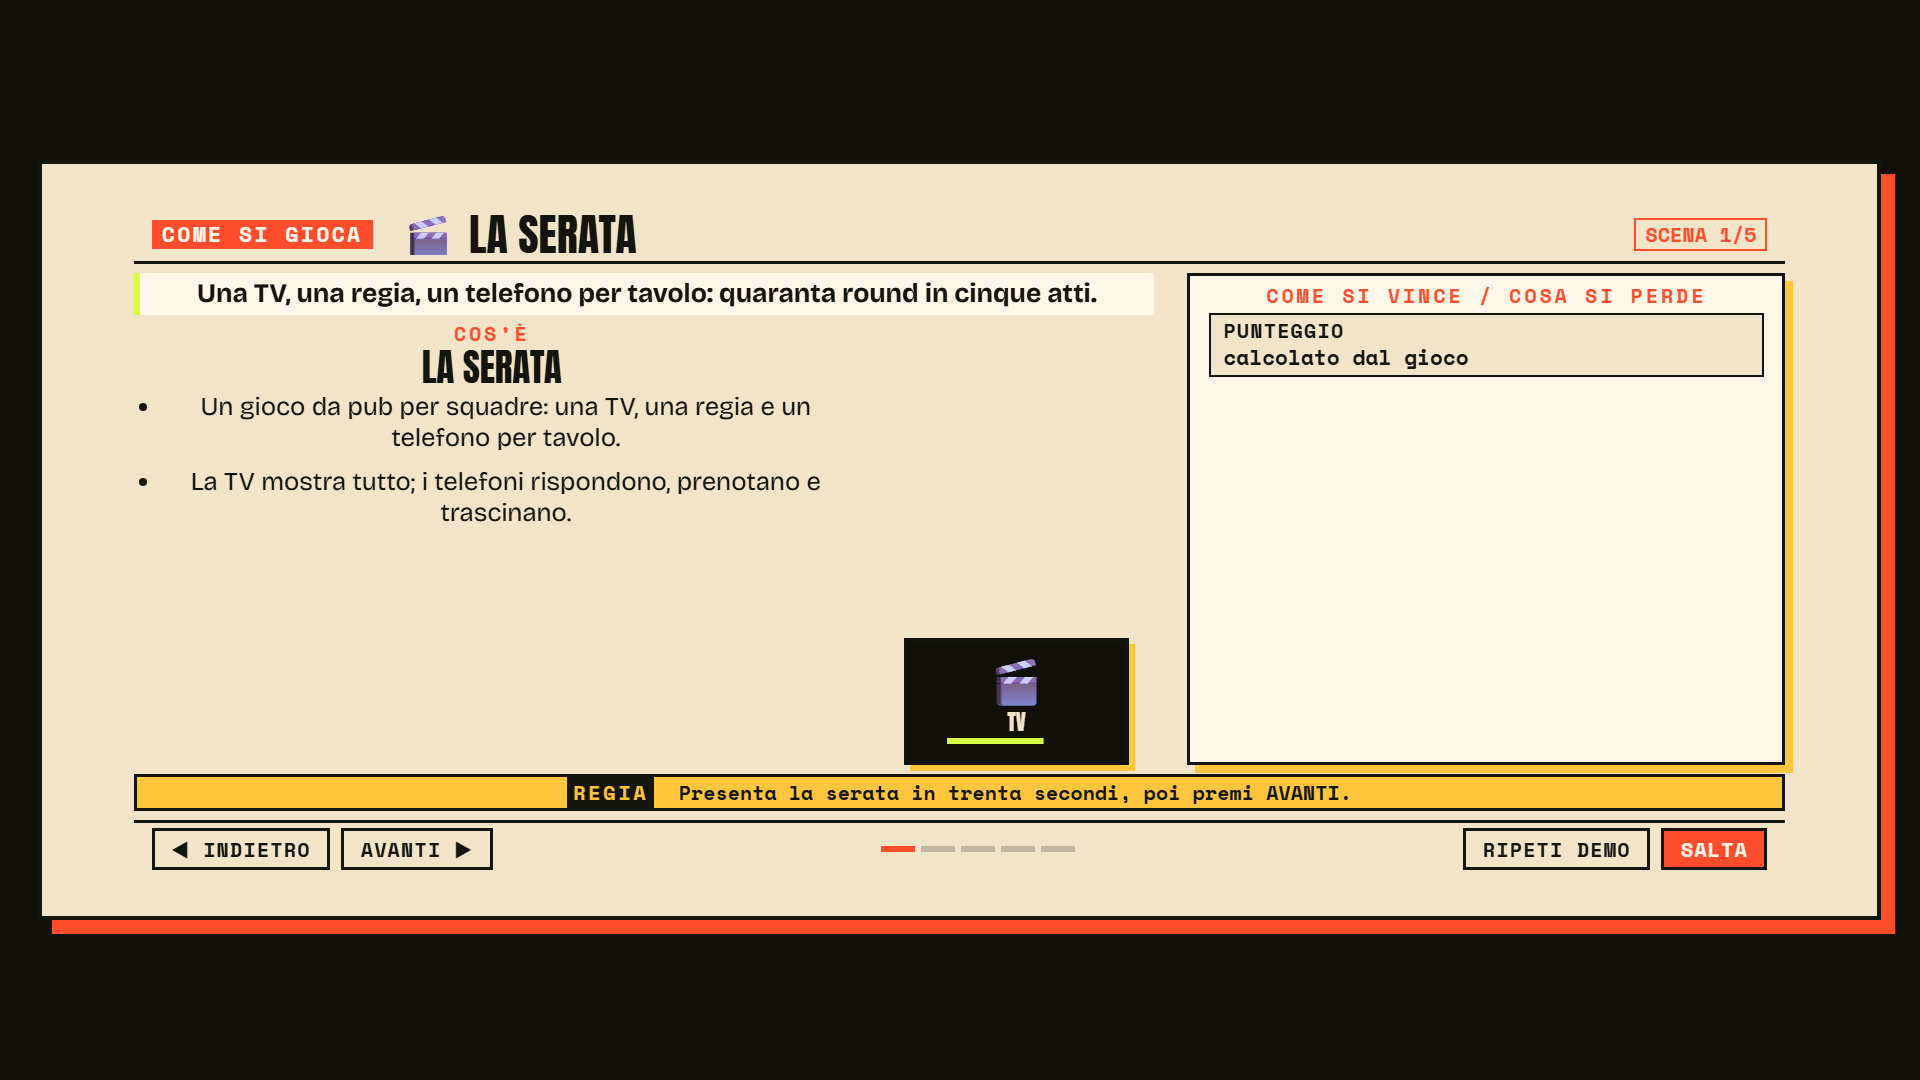 COME SI GIOCA
LA SERATA
SCENA 1/5
Una TV, una regia, un telefono per tavolo: quaranta round in cinque atti.
COS'È
LA SERATA
• Un gioco da pub per squadre: una TV, una regia e un
telefono per tavolo.
• La TV mostra tutto; i telefoni rispondono, prenotano e
trascinano.
TV
COME SI VINCE / COSA SI PERDE
PUNTEGGIO
calcolato dal gioco
REGIA Presenta la serata in trenta secondi, poi premi AVANTI.
◀ INDIETRO
AVANTI ▶
RIPETI DEMO
SALTA